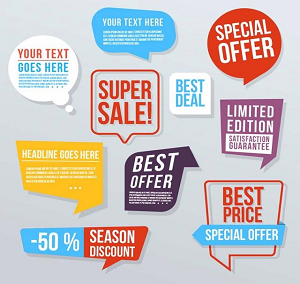 YOUR TEXT HERE
SPECIAL
OFFER
YOUR TEXT
GOES HERE
SUPER
SALE!
BEST
DEAL
LIMITED
EDITION
SATISFACTION
GUARANTEE
HEADLINE GOES HERE
BEST
OFFER
BEST
PRICE
SPECIAL OFFER
-50 %
SEASON
DISCOUNT